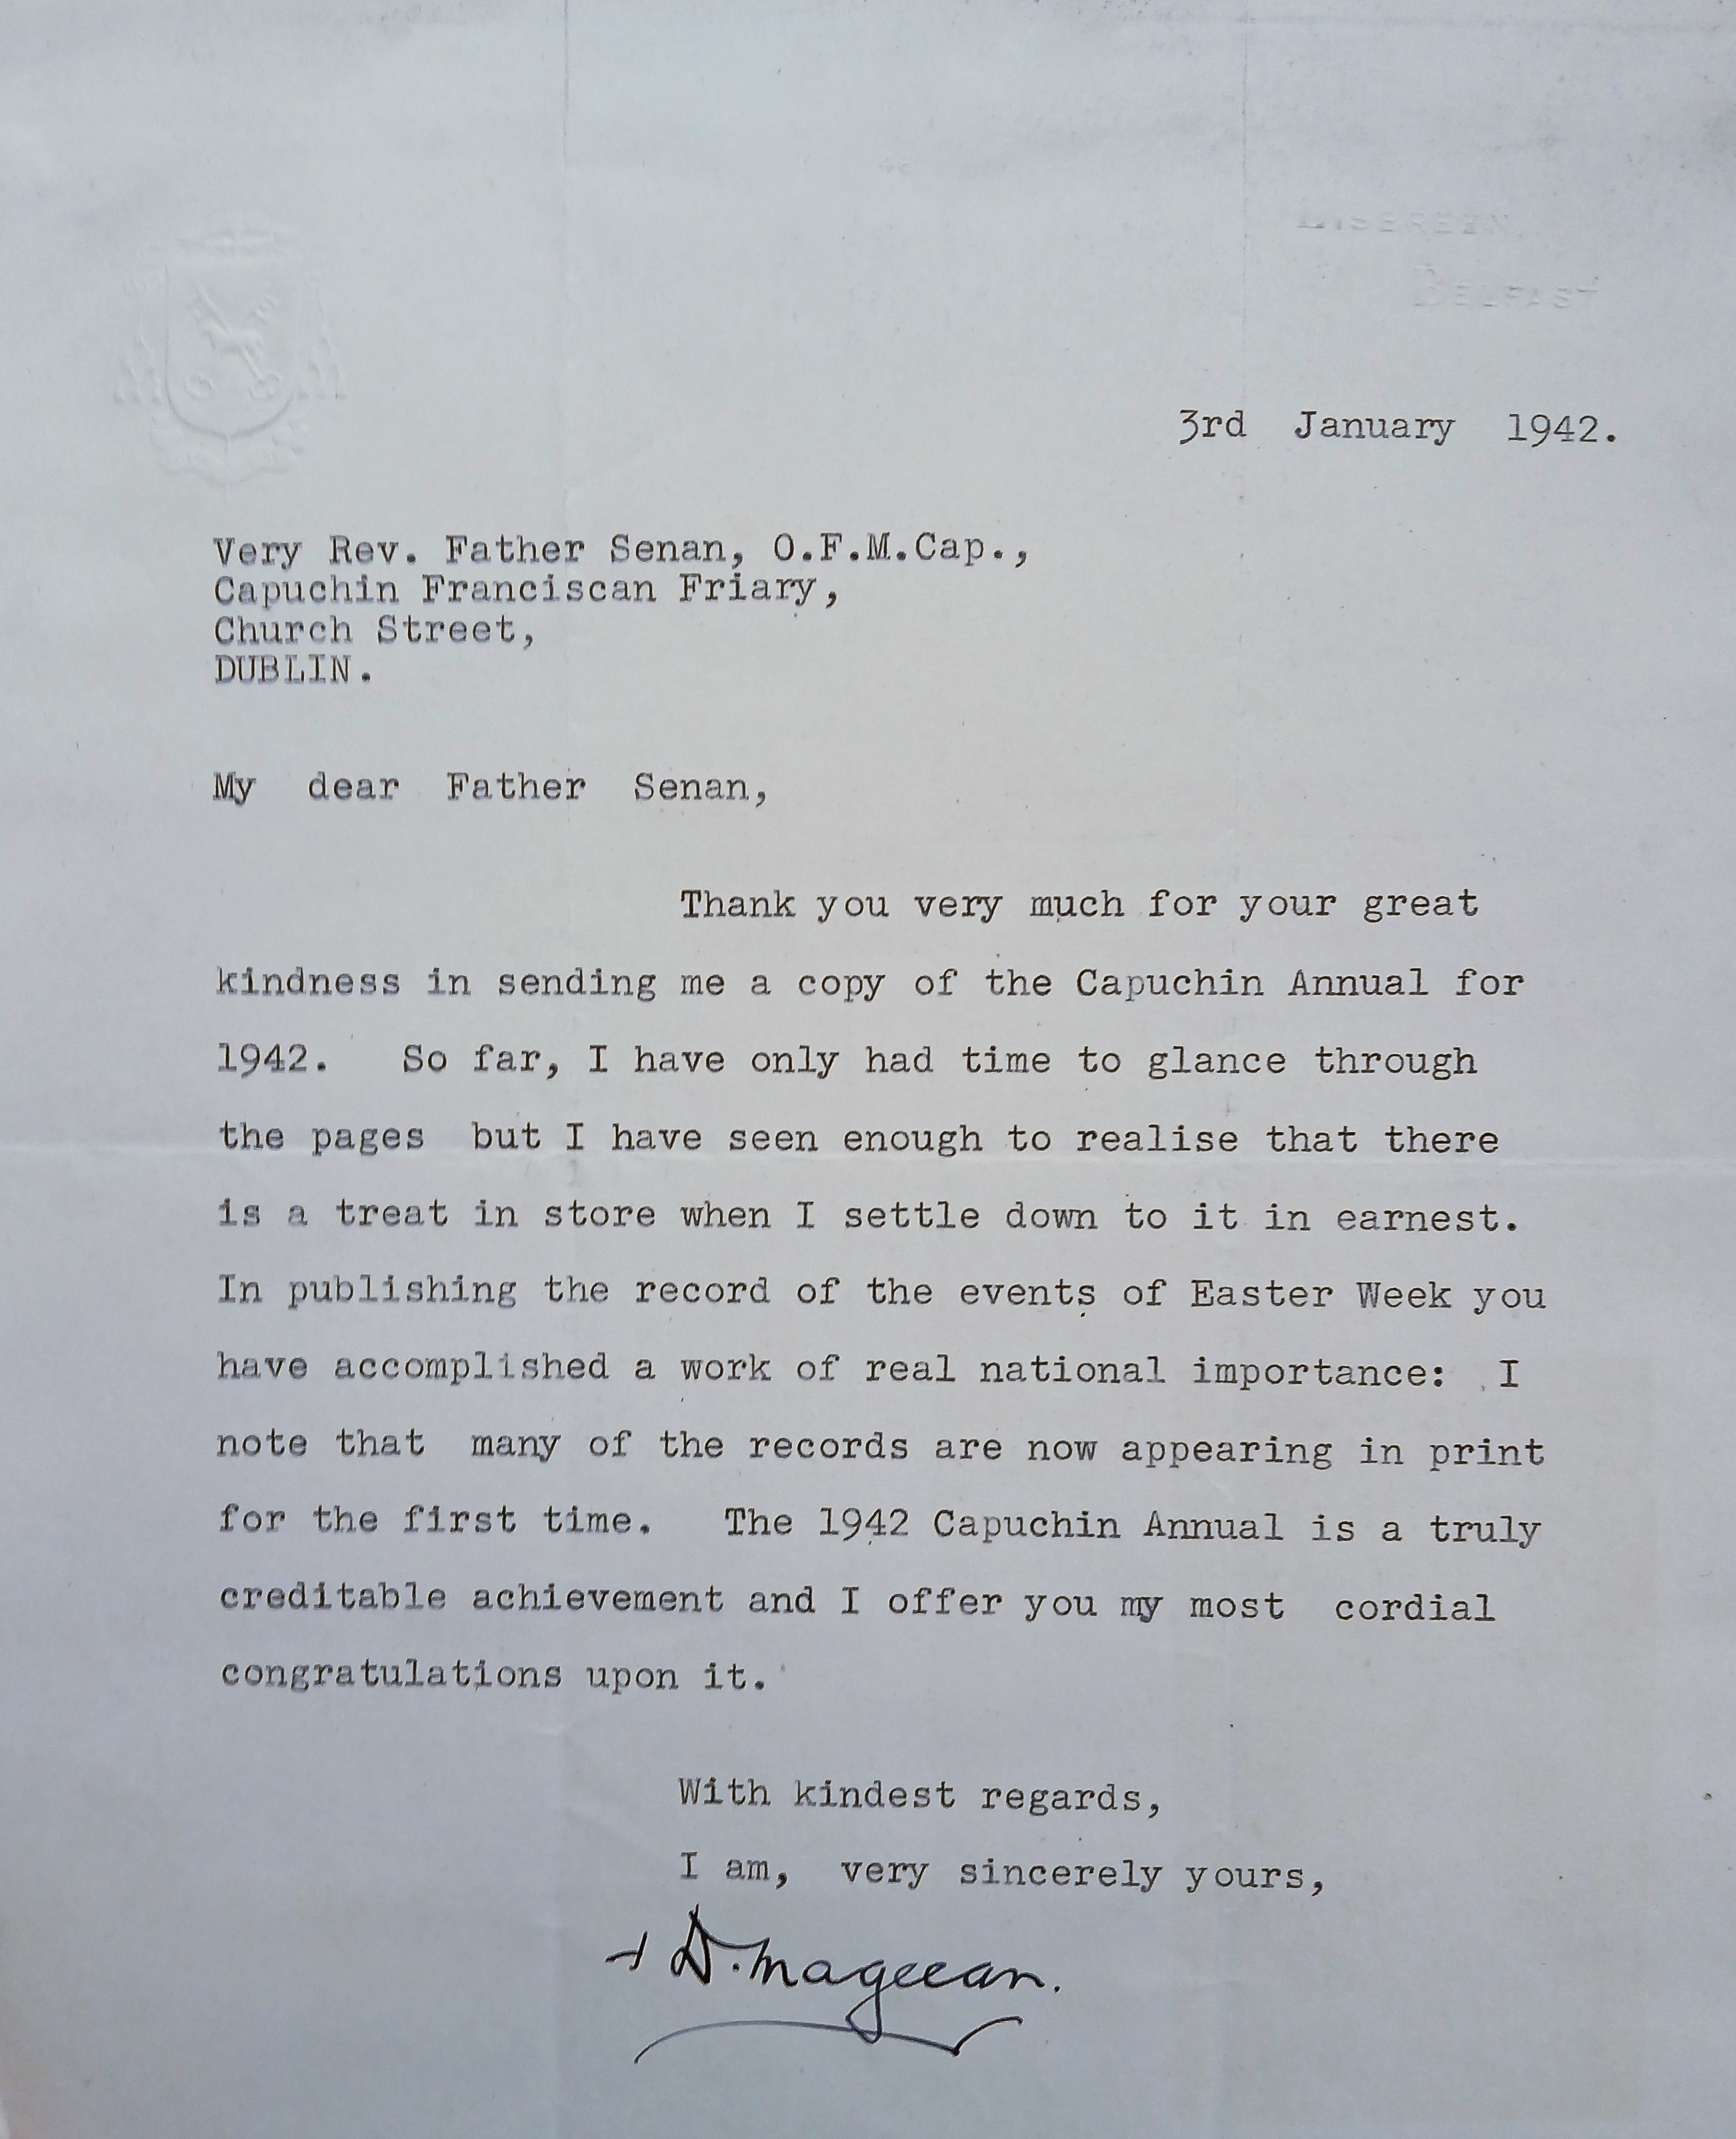 LISBREEN,
BELFAST
3rd January 1942.
Very Rev. Father Senan, O.F.M.Cap.,
Capuchin Franciscan Friary,
Church Street,
DUBLIN.
My dear Father Senan,
Thank you very much for your great
kindness in sending me a copy of the Capuchin Annual for
1942. So far, I have only had time to glance through
the pages but I have seen enough to realise that there
is a treat in store when I settle down to it in earnest.
In publishing the record of the events of Easter Week you
have accomplished a work of real national importance: I
note that many of the records are now appearing in print
for the first time. The 1942 Capuchin Annual is a truly
creditable achievement and I offer you my most cordial
congratulations upon it.
With kindest regards,
I am, very sincerely yours,
+ D. Mageean.